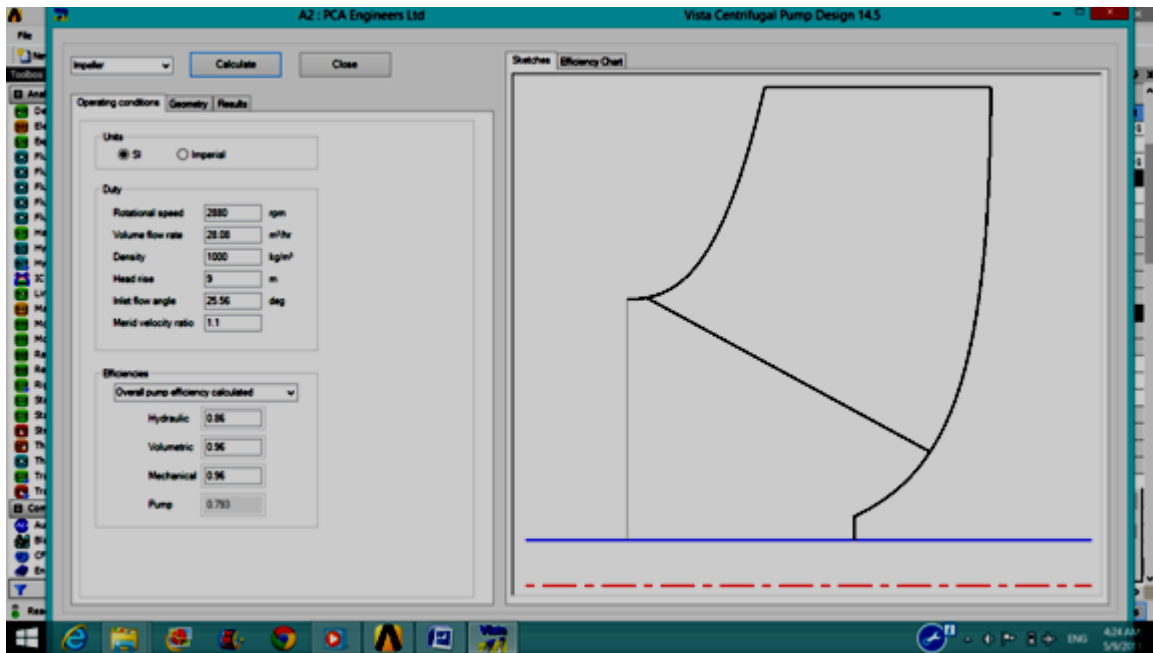 A2 : PCA Engineers Ltd
Vista Centrifugal Pump Design 14.5
File
Impeller
Calculate
Close
Sketches
Efficiency Chart
Operating conditions
Geometry
Results
Units
SI
Imperial
Duty
Rotational speed 2880 rpm
Volume flow rate 28.08 m³/hr
Density 1000 kg/m³
Head rise 9 m
Inlet flow angle 25.56 deg
Merid velocity ratio 1.1
Efficiencies
Overall pump efficiency calculated
Hydraulic 0.86
Volumetric 0.96
Mechanical 0.96
Pump 0.793
ENG
4:24 AM